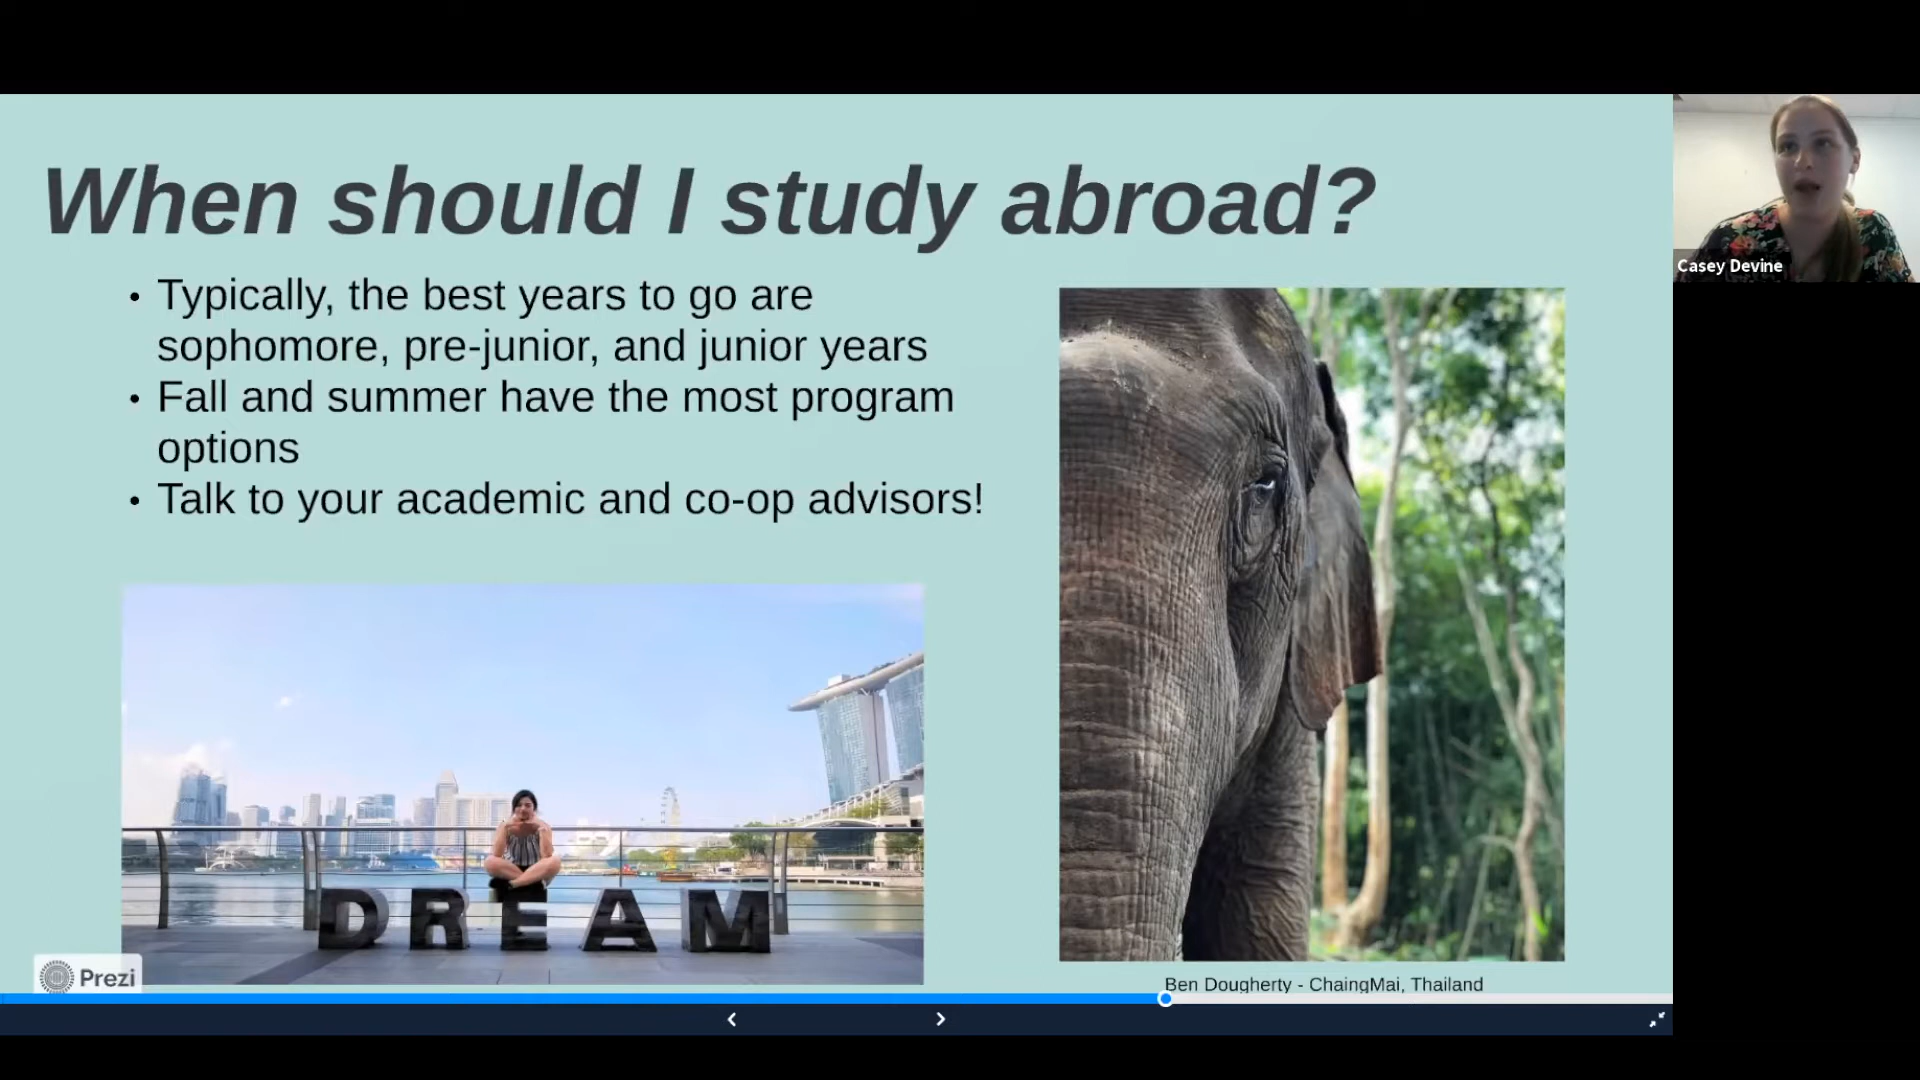 When should I study abroad?
• Typically, the best years to go are
sophomore, pre-junior, and junior years
• Fall and summer have the most program
options
• Talk to your academic and co-op advisors!
DREAM
Ben Dougherty - ChaingMai, Thailand
Prezi
Casey Devine